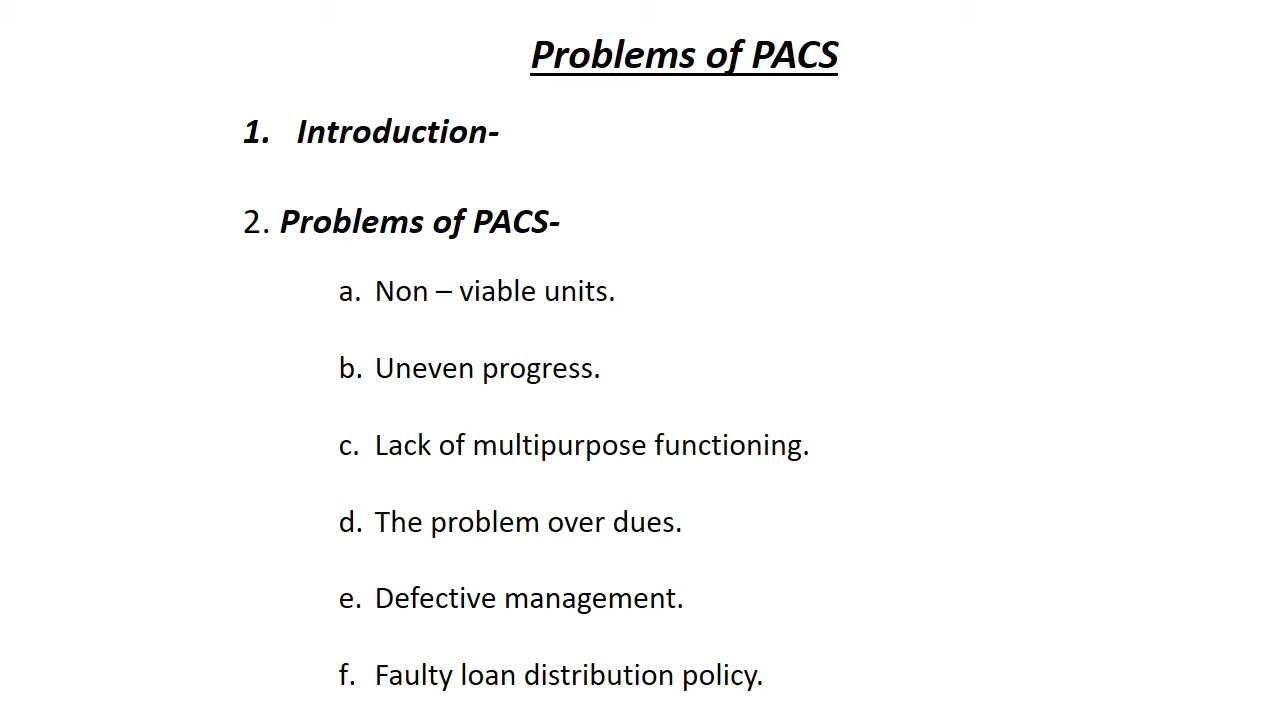 Problems of PACS
1. Introduction-
2. Problems of PACS-
a. Non – viable units.
b. Uneven progress.
c. Lack of multipurpose functioning.
d. The problem over dues.
e. Defective management.
f. Faulty loan distribution policy.